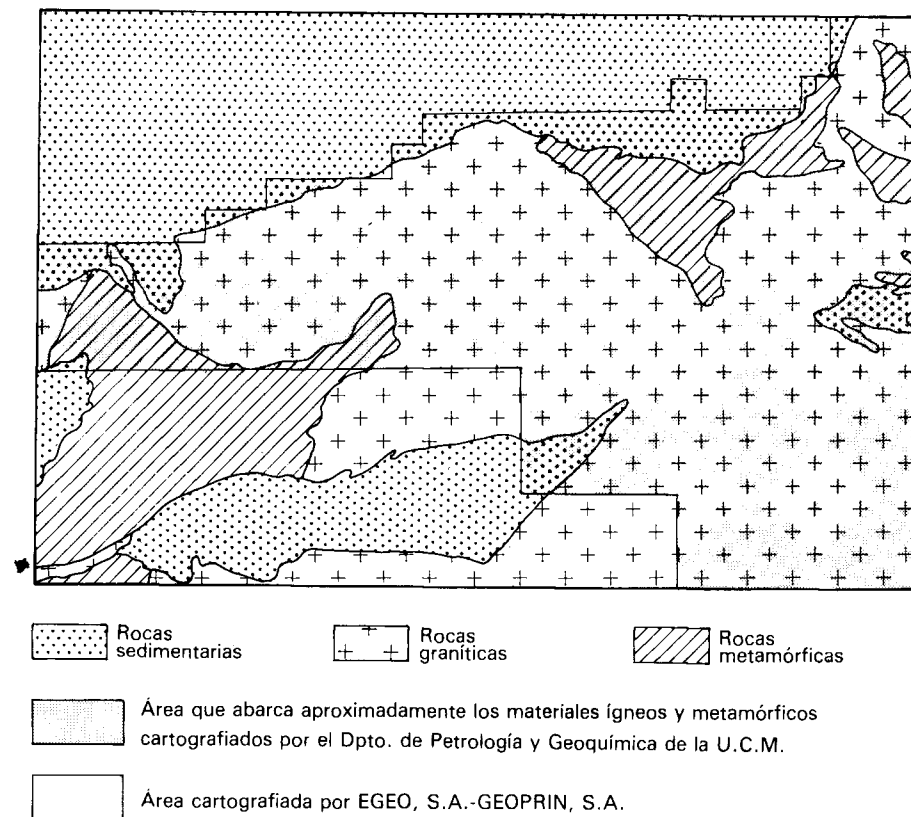 Rocas
sedimentarias
Rocas
graníticas
Rocas
metamórficas
Área que abarca aproximadamente los materiales ígneos y metamórficos
cartografiados por el Dpto. de Petrología y Geoquímica de la U.C.M.
Área cartografiada por EGEO, S.A.-GEOPRIN, S.A.